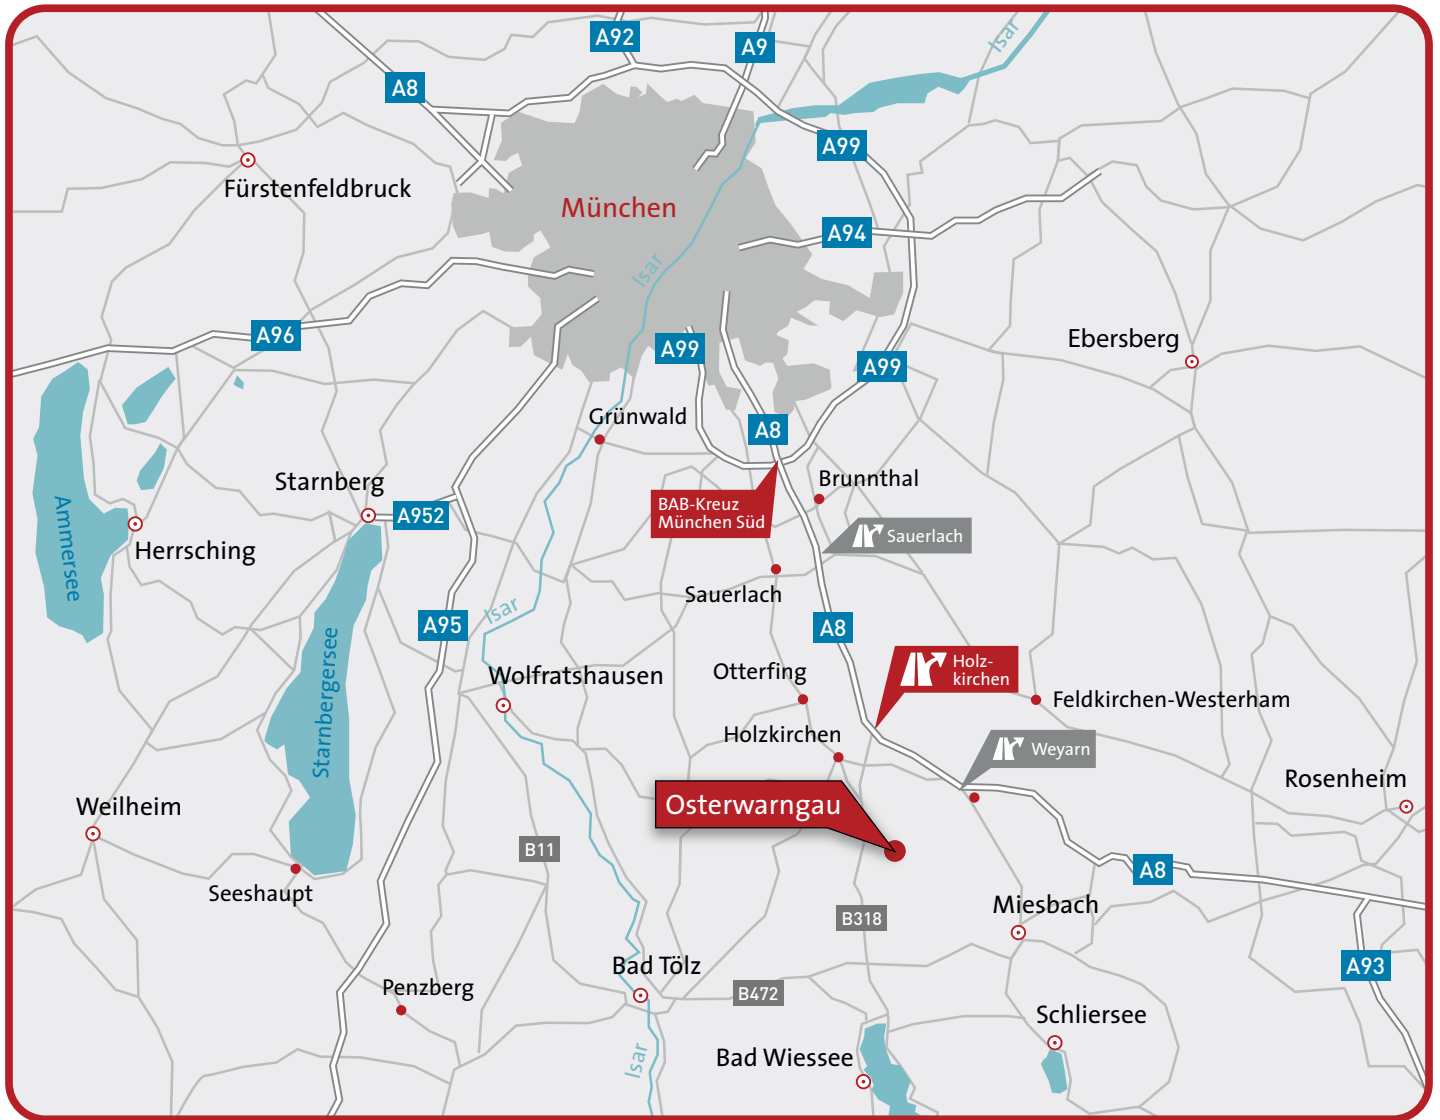 A92
A9
Isar
A8
A99
Fürstenfeldbruck
München
A94
Isar
A96
A99
Ebersberg
A99
Grünwald
A8
Starnberg
Brunnthal
BAB-Kreuz
München Süd
A952
Sauerlach
Ammersee
Herrsching
Sauerlach
Isar
A95
A8
Starnbergersee
Wolfratshausen
Otterfing
Holz-
kirchen
Feldkirchen-Westerham
Holzkirchen
Weyarn
Rosenheim
Weilheim
Osterwarngau
B11
A8
Seeshaupt
Miesbach
B318
Bad Tölz
A93
Penzberg
B472
Schliersee
Isar
Bad Wiessee